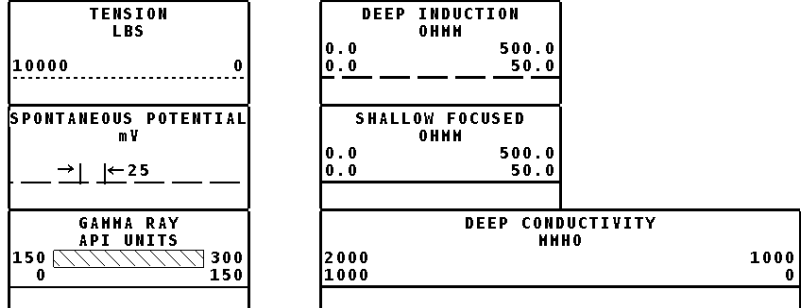 TENSION
LBS
10000 0
SPONTANEOUS POTENTIAL
mV
→ ←25
GAMMA RAY
API UNITS
150 300
0 150
DEEP INDUCTION
OHMM
0.0 500.0
0.0 50.0
SHALLOW FOCUSED
OHMM
0.0 500.0
0.0 50.0
DEEP CONDUCTIVITY
MMHO
2000 1000
1000 0